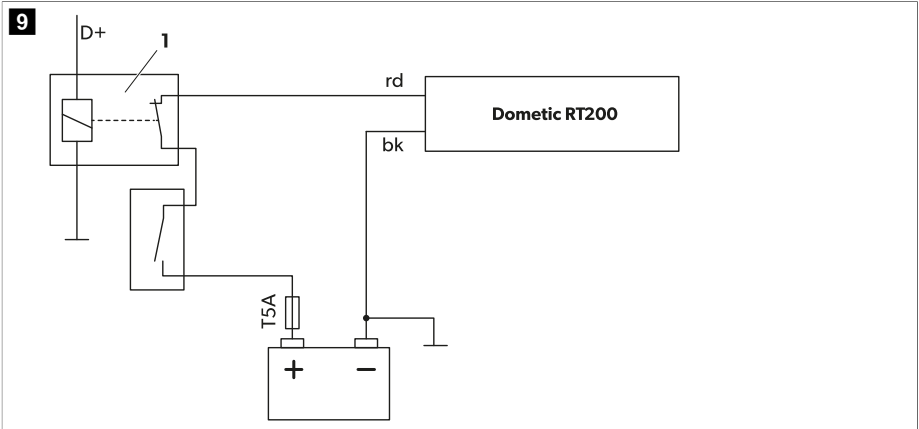 9
D+
1
rd
Dometic RT200
bk
T5A
+
−